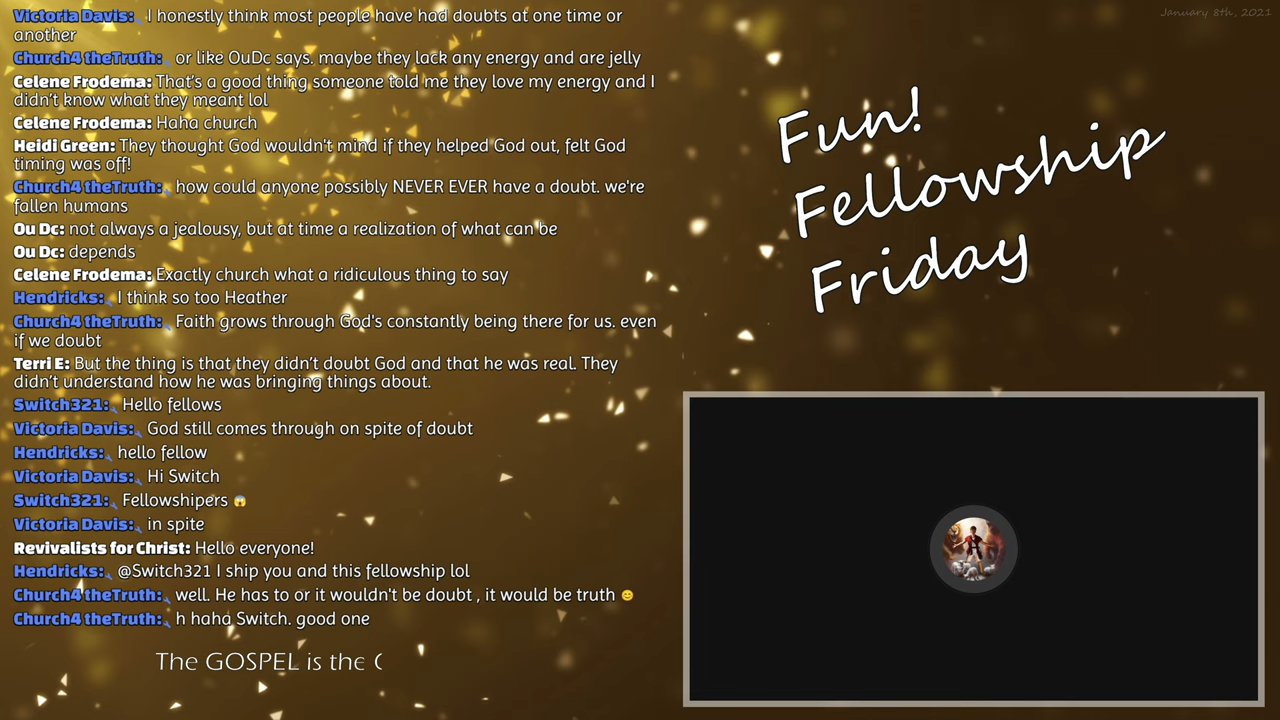 Victoria Davis: I honestly think most people have had doubts at one time or
another
Church4 theTruth: or like OuDc says. maybe they lack any energy and are jelly
Celene Frodema: That's a good thing someone told me they love my energy and I
didn't know what they meant lol
Celene Frodema: Haha church
Heidi Green: They thought God wouldn't mind if they helped God out, felt God
timing was off!
Church4 theTruth: how could anyone possibly NEVER EVER have a doubt. we're
fallen humans
Ou Dc: not always a jealousy, but at time a realization of what can be
Ou Dc: depends
Celene Frodema: Exactly church what a ridiculous thing to say
Hendricks: I think so too Heather
Church4 theTruth: Faith grows through God's constantly being there for us. even
if we doubt
Terri E: But the thing is that they didn't doubt God and that he was real. They
didn't understand how he was bringing things about.
Switch321: Hello fellows
Victoria Davis: God still comes through on spite of doubt
Hendricks: hello fellow
Victoria Davis: Hi Switch
Switch321: Fellowshipers 😱
Victoria Davis: in spite
Revivalists for Christ: Hello everyone!
Hendricks: @Switch321 I ship you and this fellowship lol
Church4 theTruth: well. He has to or it wouldn't be doubt , it would be truth 😊
Church4 theTruth: h haha Switch. good one
The GOSPEL is the
January 8th, 2021
Fun!
Fellowship
Friday